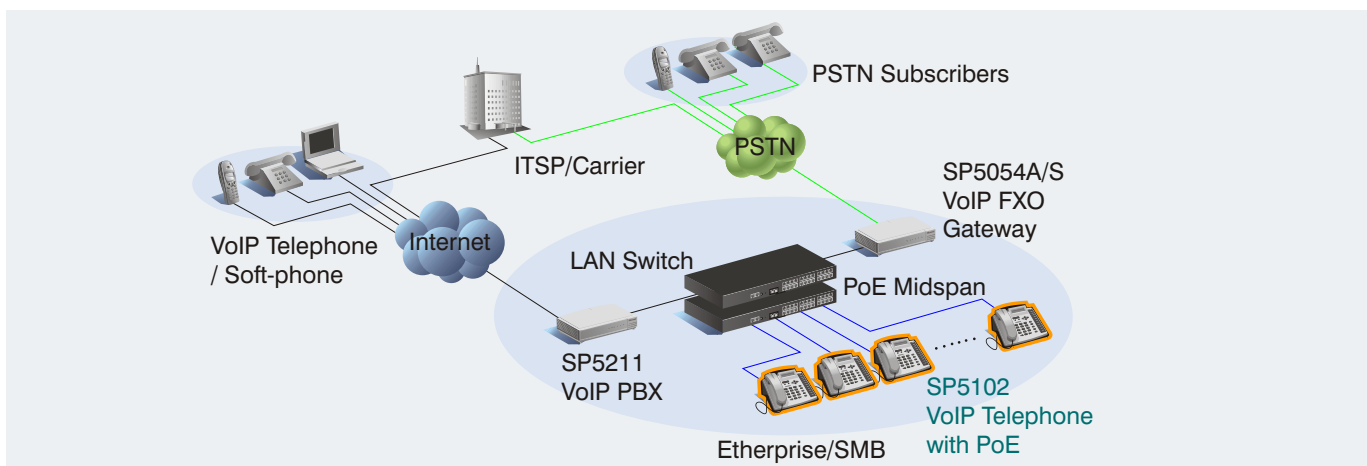 PSTN Subscribers
PSTN
ITSP/Carrier
SP5054A/S
VoIP FXO
Gateway
VoIP Telephone
/ Soft-phone
Internet
LAN Switch
PoE Midspan
SP5211
VoIP PBX
SP5102
VoIP Telephone
with PoE
Etherprise/SMB